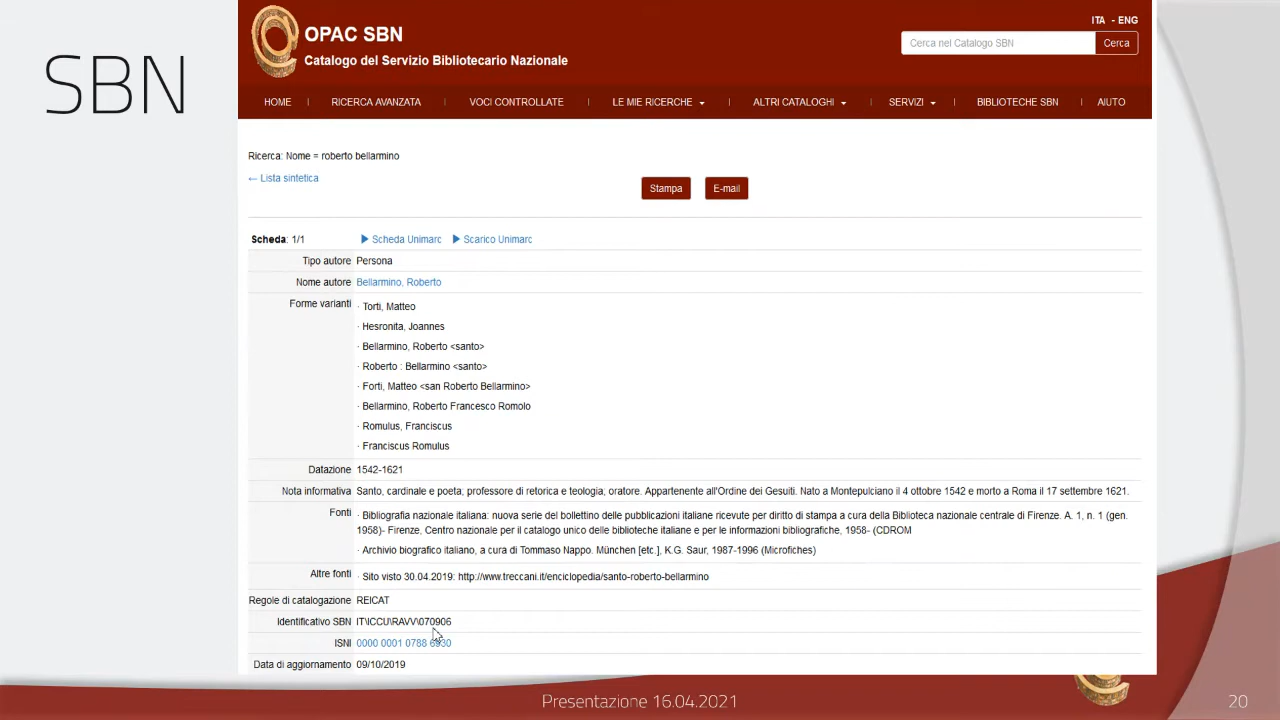 SBN
OPAC SBN
Catalogo del Servizio Bibliotecario Nazionale
ITA - ENG
Cerca nel Catalogo SBN
Cerca
HOME | RICERCA AVANZATA | VOCI CONTROLLATE | LE MIE RICERCHE | ALTRI CATALOGHI | SERVIZI | BIBLIOTECHE SBN | AIUTO
Ricerca: Nome = roberto bellarmino
← Lista sintetica
Stampa E-mail
Scheda: 1/1 Scheda Unimarc Scarico Unimarc
Tipo autore Persona
Nome autore Bellarmino, Roberto
Forme varianti · Torti, Matteo
· Hesronita, Joannes
· Bellarmino, Roberto <santo>
· Roberto : Bellarmino <santo>
· Forti, Matteo <san Roberto Bellarmino>
· Bellarmino, Roberto Francesco Romolo
· Romulus, Franciscus
· Franciscus Romulus
Datazione 1542-1621
Nota informativa Santo, cardinale e poeta; professore di retorica e teologia; oratore. Appartenente all'Ordine dei Gesuiti. Nato a Montepulciano il 4 ottobre 1542 e morto a Roma il 17 settembre 1621.
Fonti · Bibliografia nazionale italiana: nuova serie del bollettino delle pubblicazioni italiane ricevute per diritto di stampa a cura della Biblioteca nazionale centrale di Firenze. A. 1, n. 1 (gen.
1958)- Firenze, Centro nazionale per il catalogo unico delle biblioteche italiane e per le informazioni bibliografiche, 1958- (CDROM
· Archivio biografico italiano, a cura di Tommaso Nappo. München [etc.], K.G. Saur, 1987-1996 (Microfiches)
Altre fonti · Sito visto 30.04.2019: http://www.treccani.it/enciclopedia/santo-roberto-bellarmino
Regole di catalogazione REICAT
Identificativo SBN IT\ICCU\RAVV\070906
ISNI 0000 0001 0788 6930
Data di aggiornamento 09/10/2019
Presentazione 16.04.2021
20